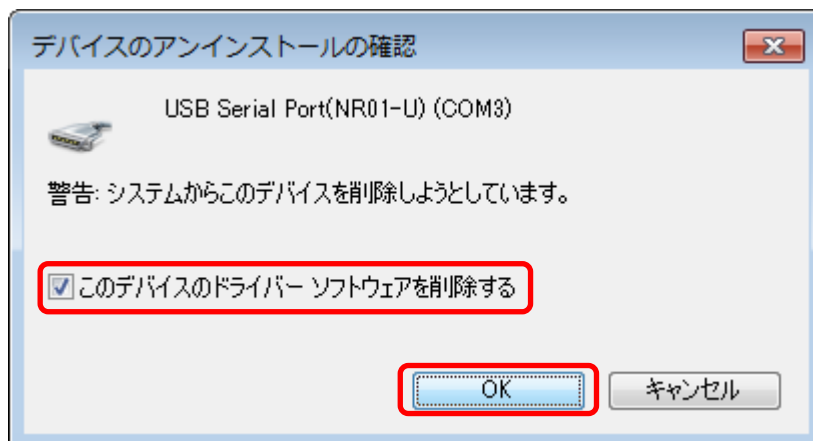 デバイスのアンインストールの確認
USB Serial Port(NR01-U) (COM3)
警告: システムからこのデバイスを削除しようとしています。
このデバイスのドライバー ソフトウェアを削除する
OK
キャンセル